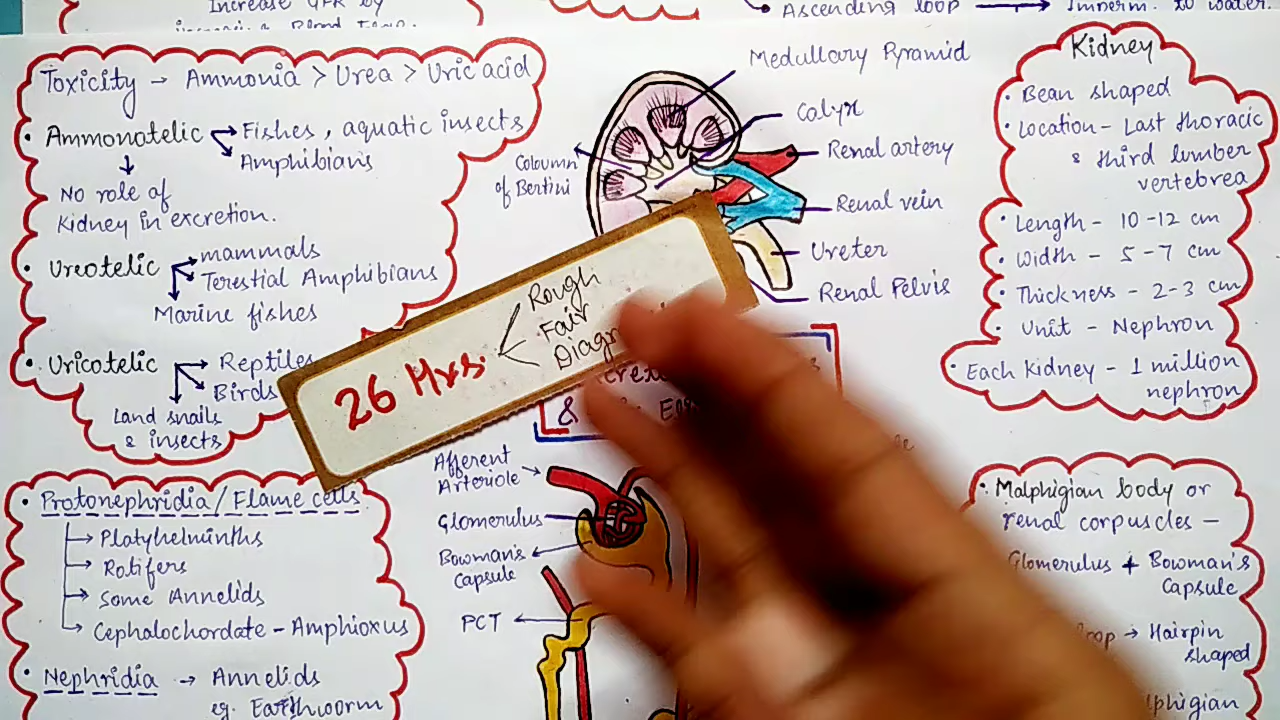 Increase GFR by
Ascending loop → Imperm. to water.
Toxicity → Ammonia > Urea > Uric acid
• Ammonotelic → Fishes, aquatic insects
Amphibians
No role of
Kidney in excretion.
• Ureotelic → mammals
Terestial Amphibians
Marine fishes
• Uricotelic → Reptiles
Birds
Land snails
& insects
Medullary Pyramid
Calyx
Renal artery
Renal vein
Ureter
Renal Pelvis
Coloumn
of Bertini
Kidney
• Bean shaped
• Location - Last thoracic
& third lumber
vertebrea
• Length - 10-12 cm
• Width - 5-7 cm
• Thickness - 2-3 cm
• Unit - Nephron
• Each Kidney - 1 million
nephron
26 Hrs.
Rough
Fair
&
• Protonephridia/Flame cells
Platyhelminths
Rotifers
Some Annelids
Cephalochordate - Amphioxus
• Nephridia → Annelids
eg. Earthworm
Afferent
Arteriole
Glomerulus
Bowman's
Capsule
PCT
• Malphigian body or
renal corpuscles -
Glomerulus + Bowman's
Capsule
→ Hairpin
shaped